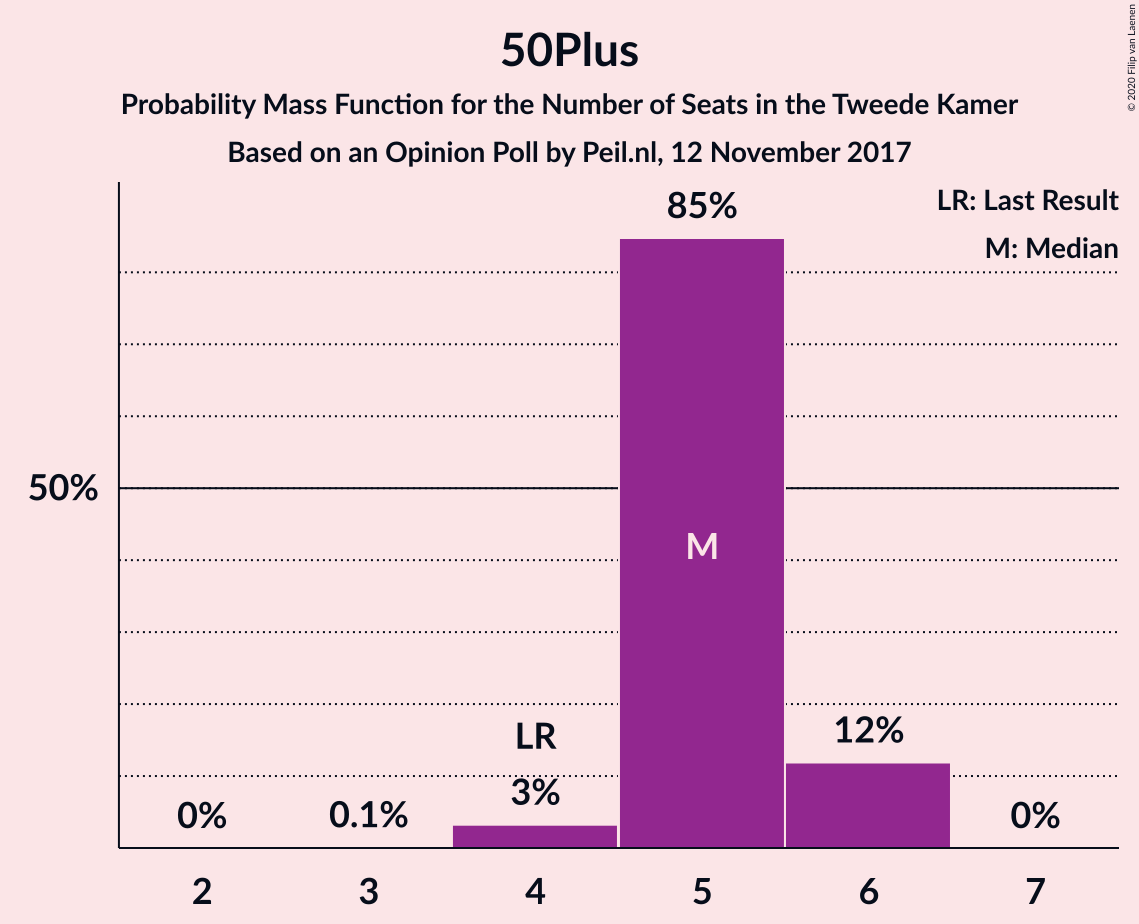 50Plus
Probability Mass Function for the Number of Seats in the Tweede Kamer
Based on an Opinion Poll by Peil.nl, 12 November 2017
© 2020 Filip van Laenen
LR: Last Result
M: Median
85%
50%
M
LR
12%
3%
0%
0.1%
0%
2 3 4 5 6 7